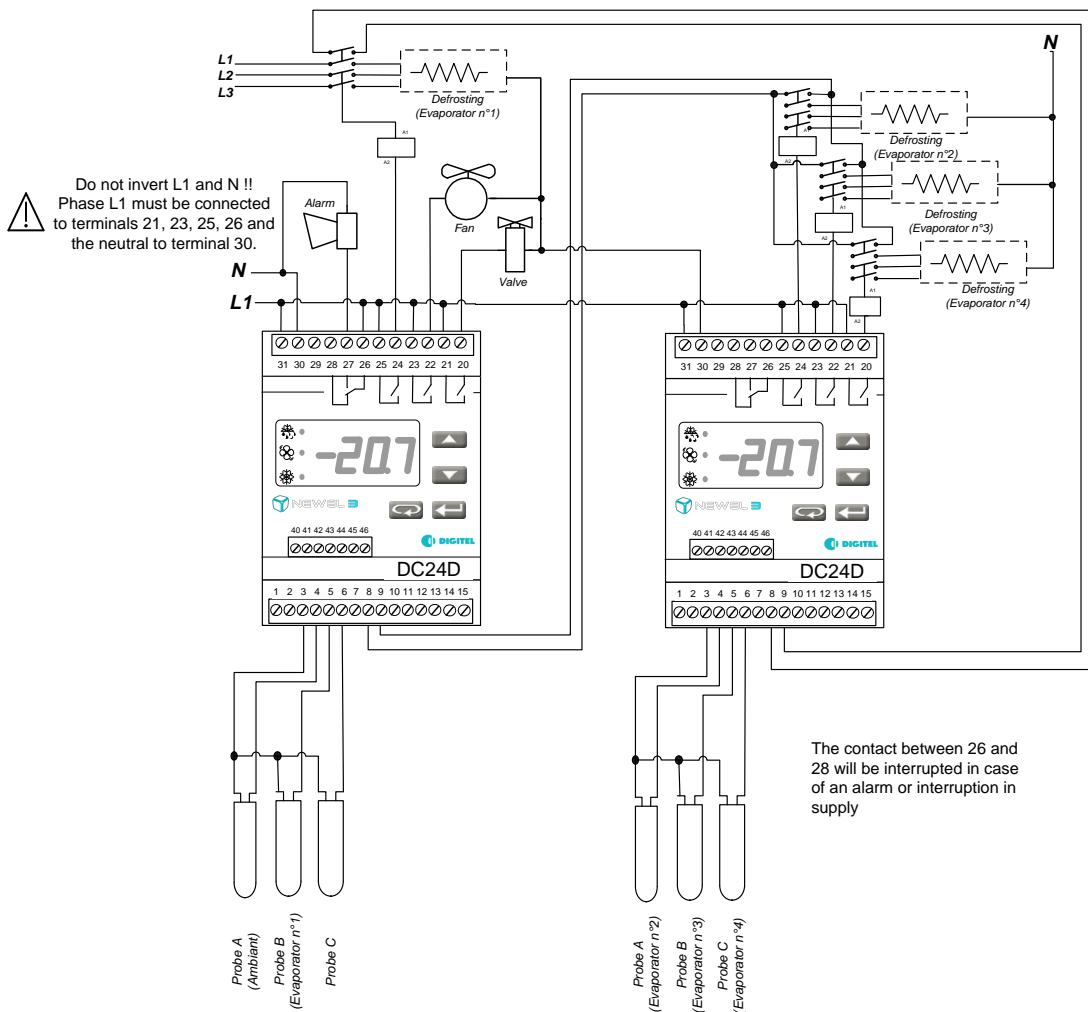 L1
L2
L3
Defrosting
(Evaporator n°1)
A1
A2
N
Defrosting
(Evaporator n°2)
A1
A2
Defrosting
(Evaporator n°3)
A1
A2
Defrosting
(Evaporator n°4)
A1
A2
Do not invert L1 and N !!
Phase L1 must be connected
to terminals 21, 23, 25, 26 and
the neutral to terminal 30.
Alarm
Fan
Valve
N
L1
31 30 29 28 27 26 25 24 23 22 21 20
-20.7
NEWEL 3
40 41 42 43 44 45 46
DIGITEL
DC24D
1 2 3 4 5 6 7 8 9 10 11 12 13 14 15
31 30 29 28 27 26 25 24 23 22 21 20
-20.7
NEWEL 3
40 41 42 43 44 45 46
DIGITEL
DC24D
1 2 3 4 5 6 7 8 9 10 11 12 13 14 15
The contact between 26 and
28 will be interrupted in case
of an alarm or interruption in
supply
Probe A
(Ambiant)
Probe B
(Evaporator n°1)
Probe C
Probe A
(Evaporator n°2)
Probe B
(Evaporator n°3)
Probe C
(Evaporator n°4)